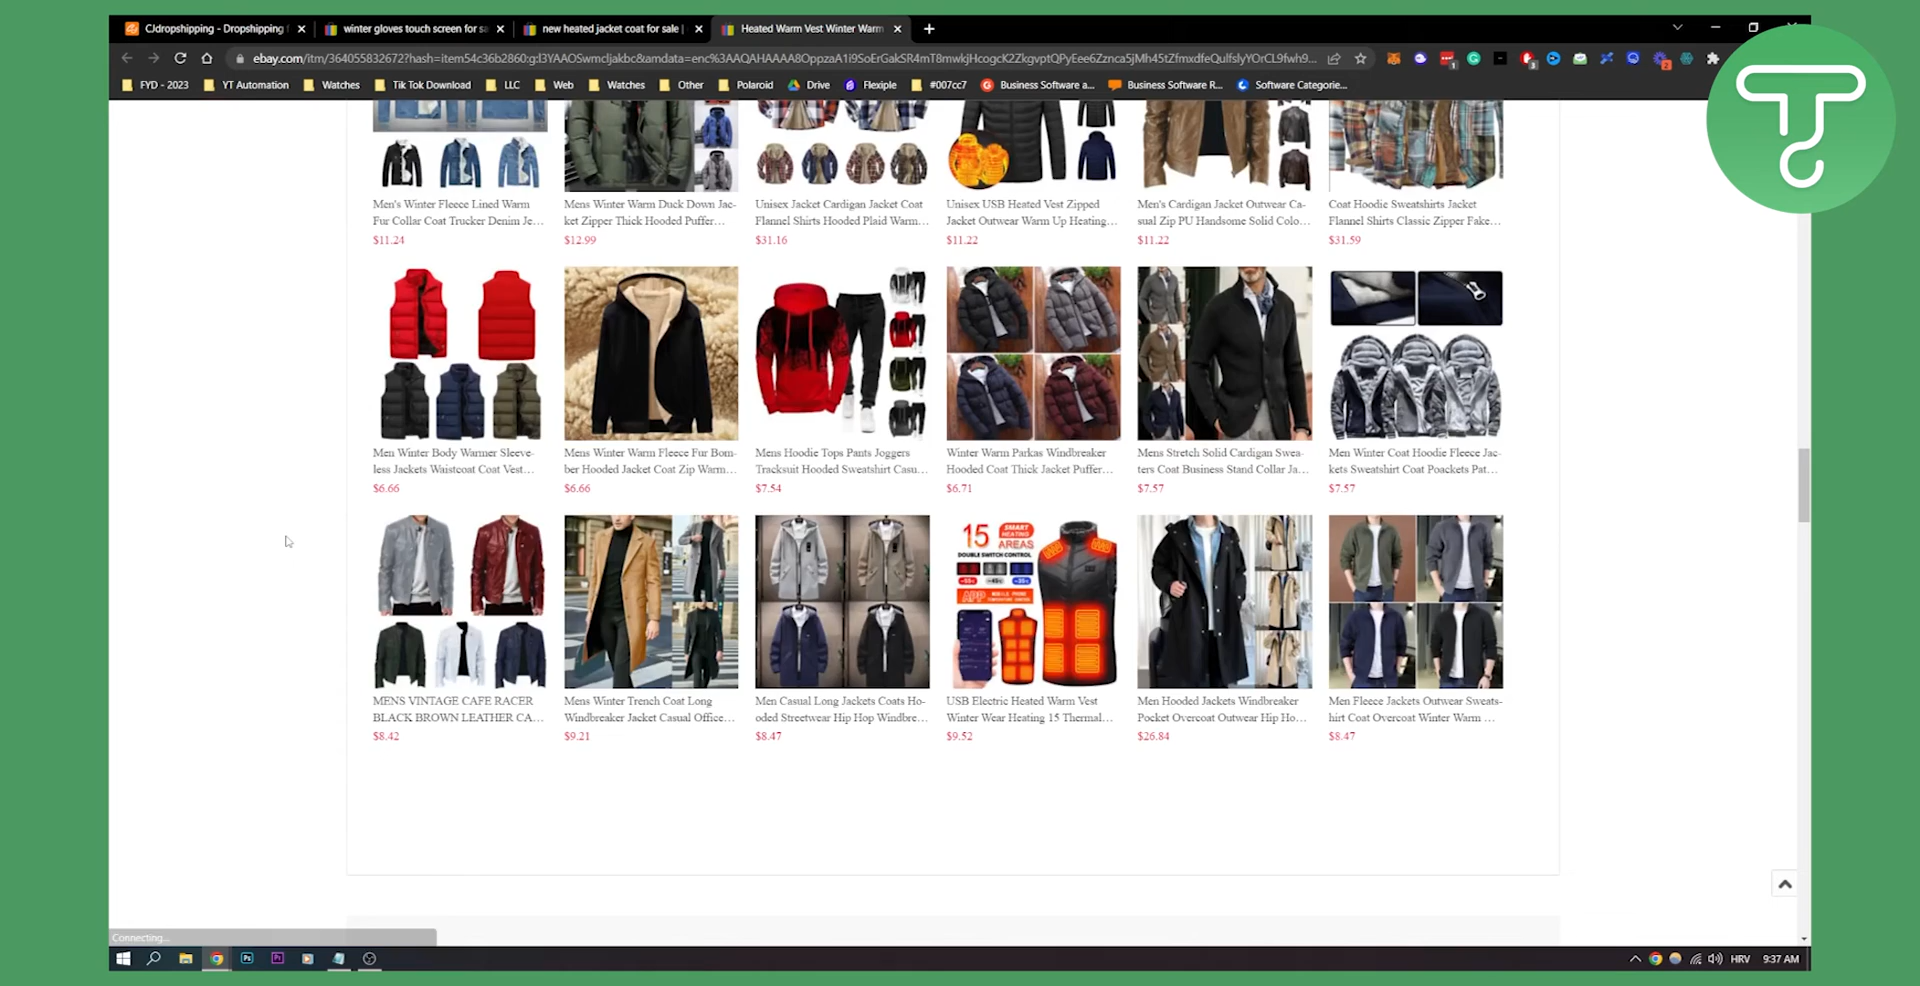 CJdropshipping - Dropshipping f
winter gloves touch screen for sa
new heated jacket coat for sale |
Heated Warm Vest Winter Warm
FYD - 2023
YT Automation
Watches
Tik Tok Download
LLC
Web
Watches
Other
Polaroid
Drive
Flexiple
#007cc7
Business Software a...
Business Software R...
Software Categorie...
Men's Winter Fleece Lined Warm
Fur Collar Coat Trucker Denim Je...
$11.24
Mens Winter Warm Duck Down Jac-
ket Zipper Thick Hooded Puffer...
$12.99
Unisex Jacket Cardigan Jacket Coat
Flannel Shirts Hooded Plaid Warm...
$31.16
Unisex USB Heated Vest Zipped
Jacket Outwear Warm Up Heating...
$11.22
Men's Cardigan Jacket Outwear Ca-
sual Zip PU Handsome Solid Colo...
$11.22
Coat Hoodie Sweatshirts Jacket
Flannel Shirts Classic Zipper Fake...
$31.59
Men Winter Body Warmer Sleeve-
less Jackets Waistcoat Coat Vest...
$6.66
Mens Winter Warm Fleece Fur Bom-
ber Hooded Jacket Coat Zip Warm...
$6.66
Mens Hoodie Tops Pants Joggers
Tracksuit Hooded Sweatshirt Casu...
$7.54
Winter Warm Parkas Windbreaker
Hooded Coat Thick Jacket Puffer...
$6.71
Mens Stretch Solid Cardigan Swea-
ters Coat Business Stand Collar Ja...
$7.57
Men Winter Coat Hoodie Fleece Jac-
kets Sweatshirt Coat Poackets Pat...
$7.57
15 SMART
HEATING
AREAS
DOUBLE SWITCH CONTROL
APP
MENS VINTAGE CAFE RACER
BLACK BROWN LEATHER CA...
$8.42
Mens Winter Trench Coat Long
Windbreaker Jacket Casual Office...
$9.21
Men Casual Long Jackets Coats Ho-
oded Streetwear Hip Hop Windbre...
$8.47
USB Electric Heated Warm Vest
Winter Wear Heating 15 Thermal...
$9.52
Men Hooded Jackets Windbreaker
Pocket Overcoat Outwear Hip Ho...
$26.84
Men Fleece Jackets Outwear Sweats-
hirt Coat Overcoat Winter Warm ...
$8.47
Connecting...
Ps
Pr
HRV
9:37 AM